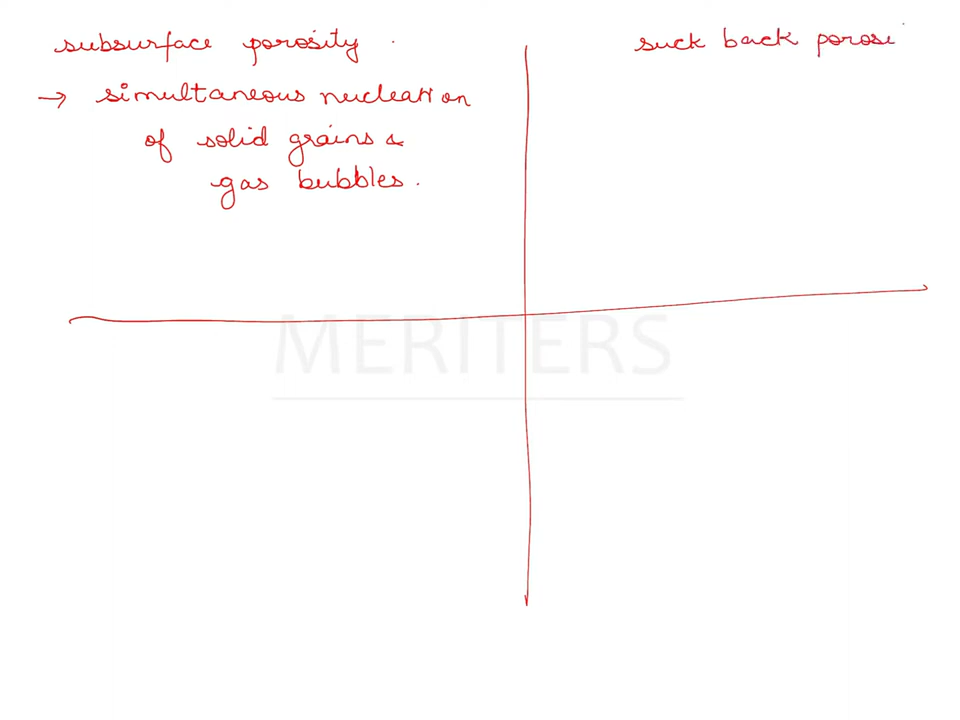 subsurface porosity .
suck back porosi
→ simultaneous nucleation
of solid grains &
gas bubbles.
MERITERS